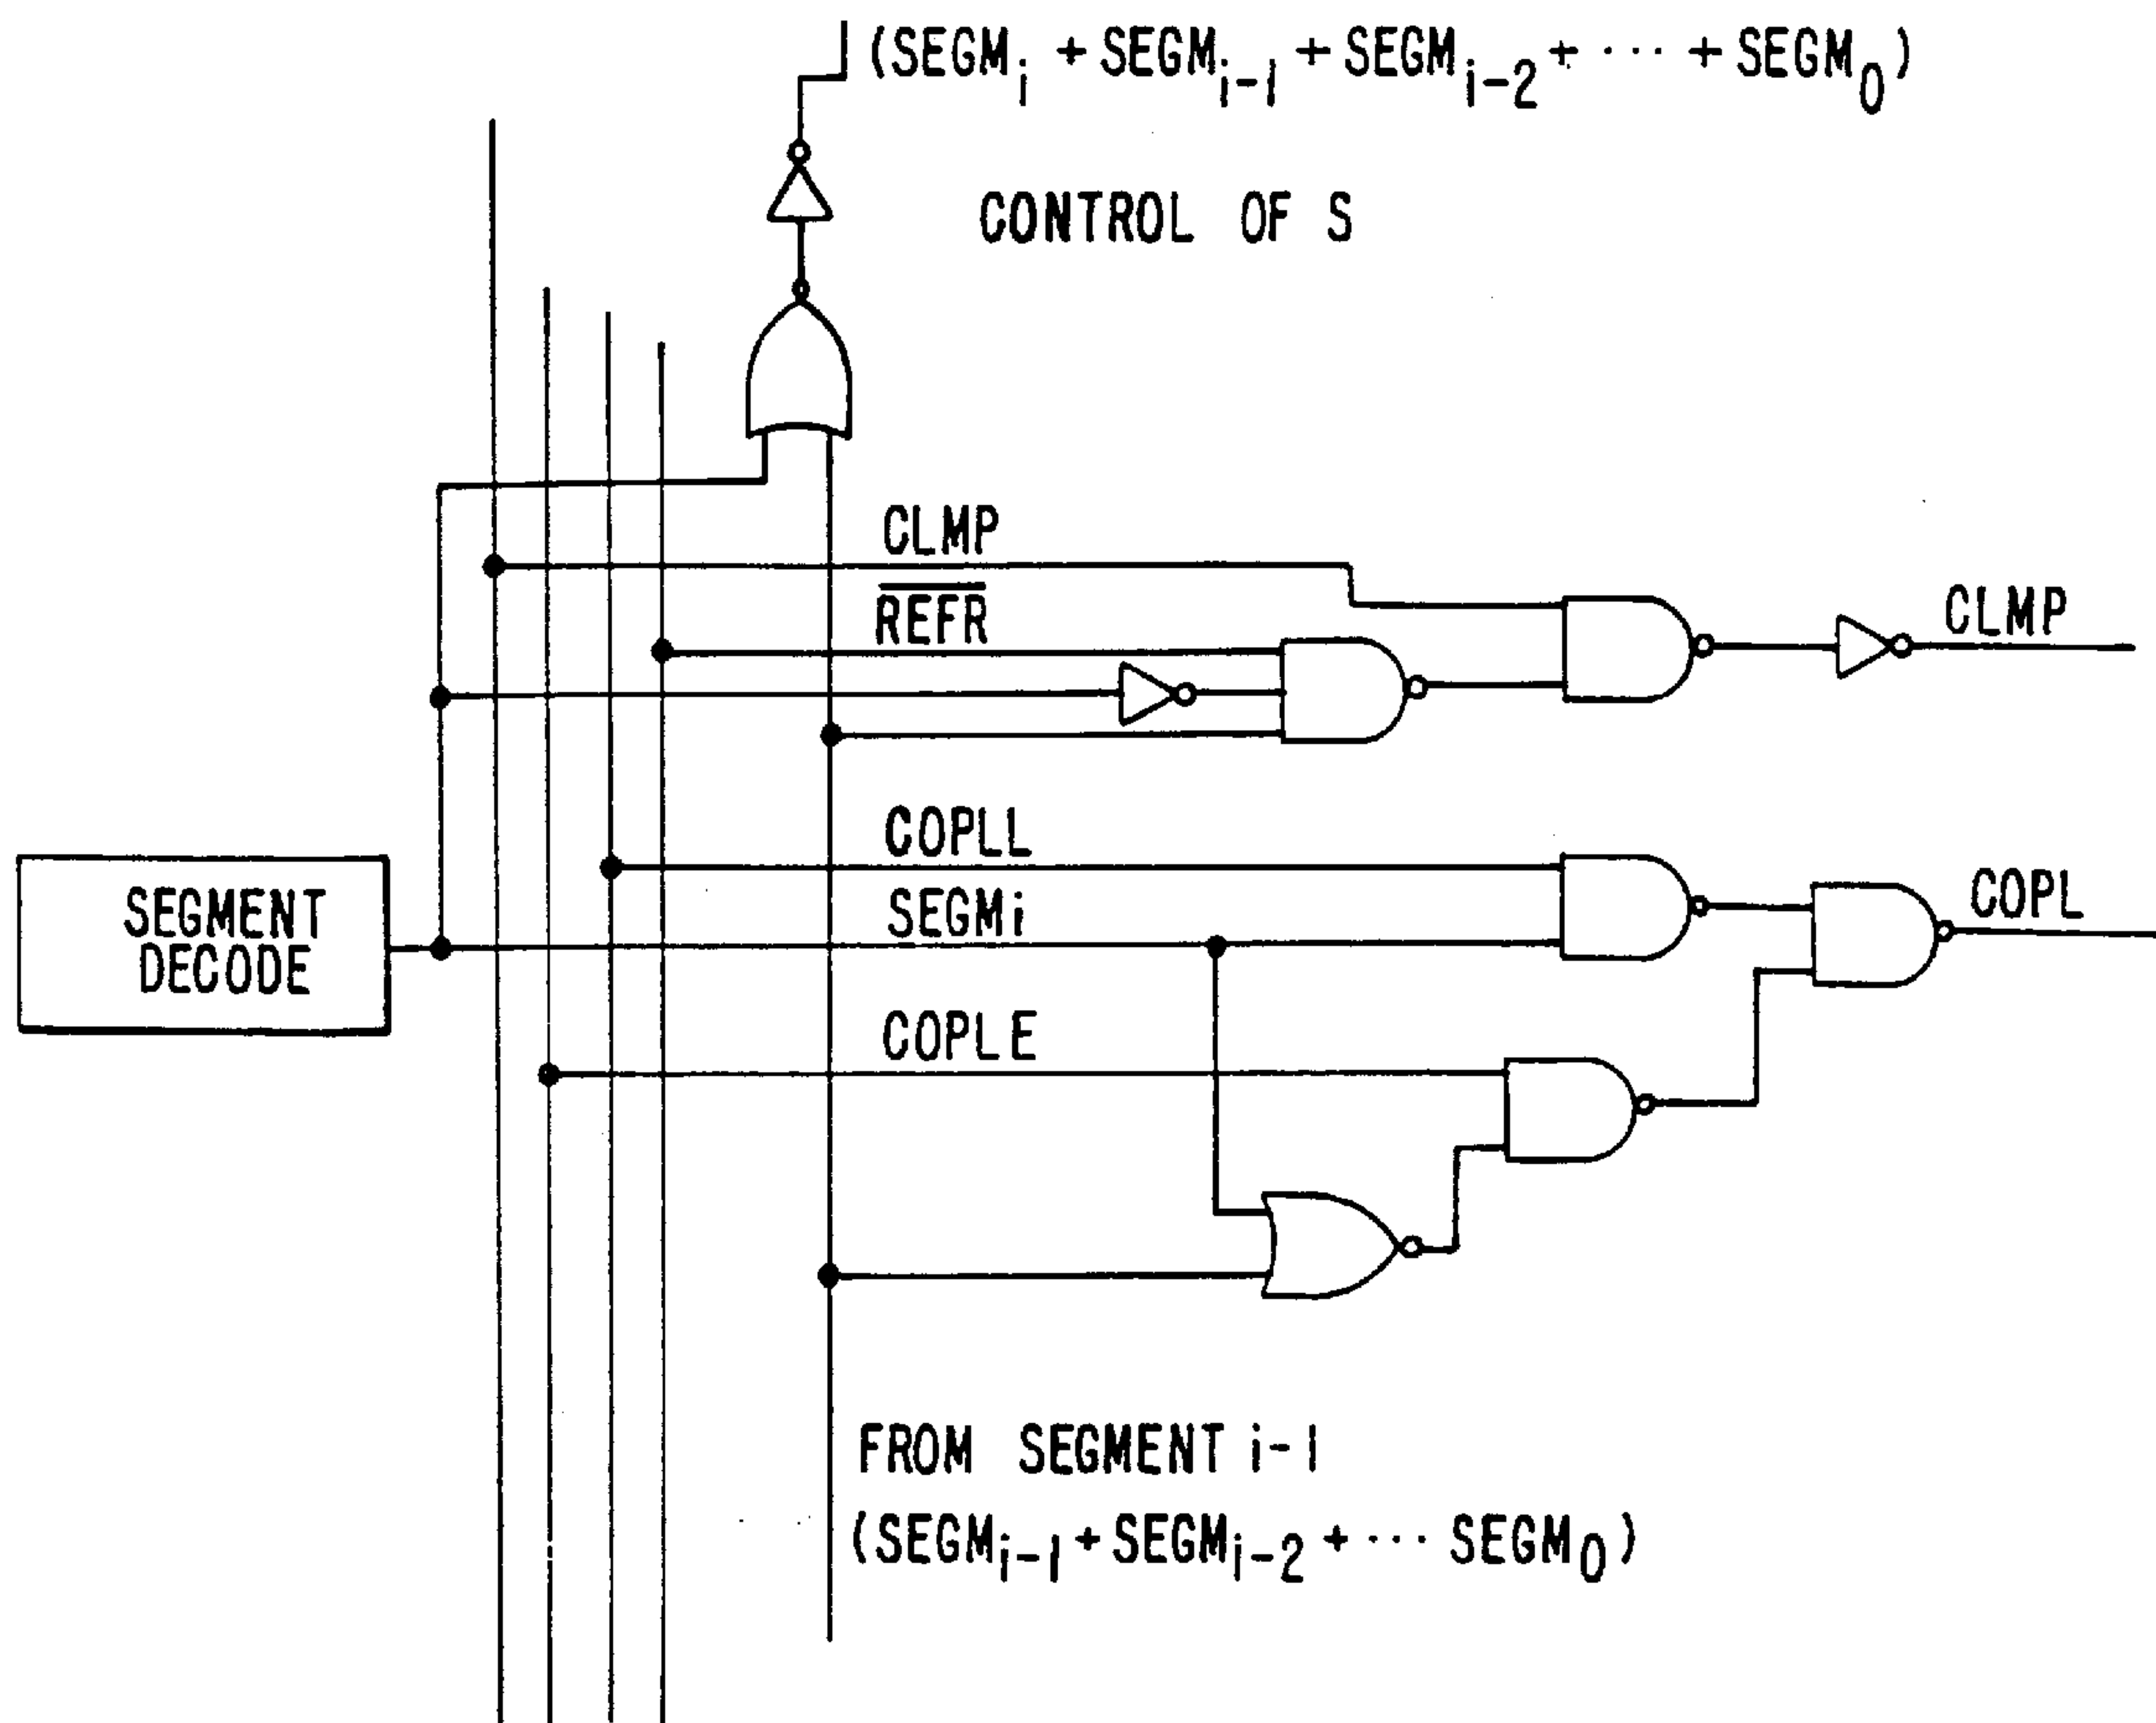 (SEGMi + SEGMi-1 + SEGMi-2 + ··· + SEGM0)
CONTROL OF S
CLMP
REFR
CLMP
COPLL
SEGMi
COPL
SEGMENT
DECODE
COPLE
FROM SEGMENT i-1
(SEGMi-1 + SEGMi-2 + ··· SEGM0)